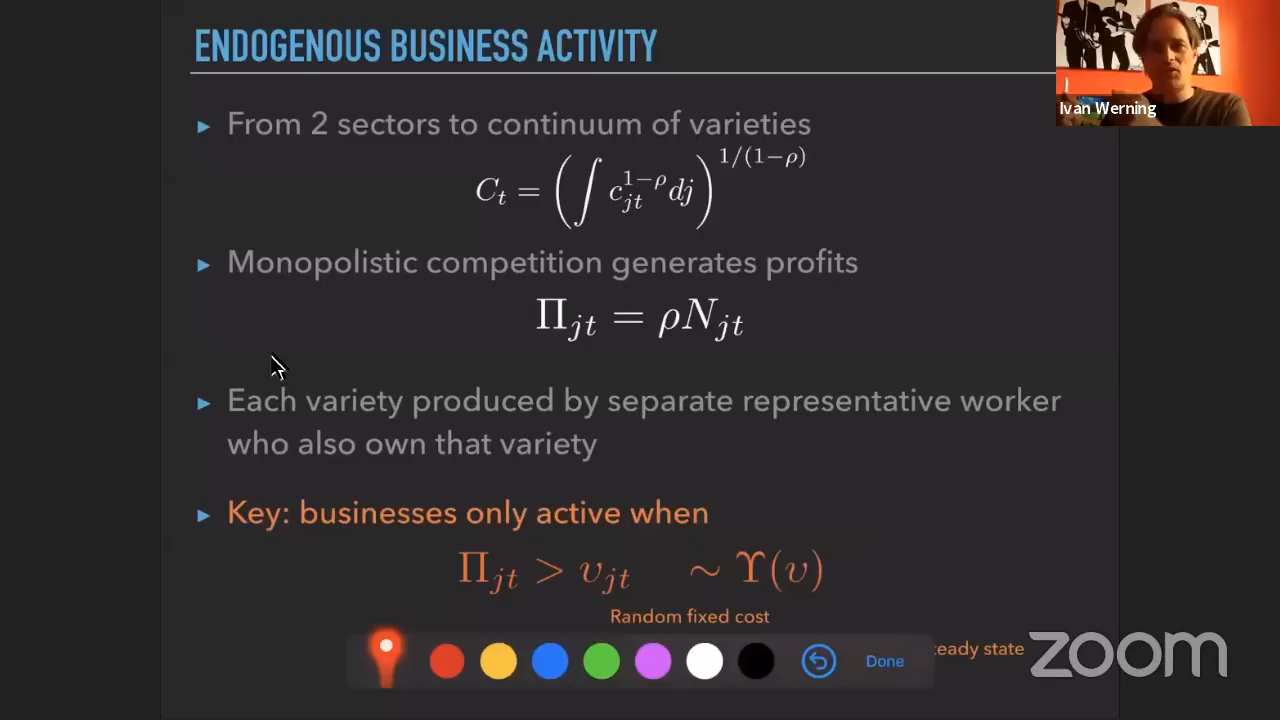 ENDOGENOUS BUSINESS ACTIVITY
Ivan Werning
▸ From 2 sectors to continuum of varieties
C_t = (∫ c_{jt}^{1−ρ} dj)^{1/(1−ρ)}
▸ Monopolistic competition generates profits
Π_{jt} = ρN_{jt}
▸ Each variety produced by separate representative worker
who also own that variety
▸ Key: businesses only active when
Π_{jt} > υ_{jt} ∼ Υ(υ)
Random fixed cost
teady state
Done
zoom